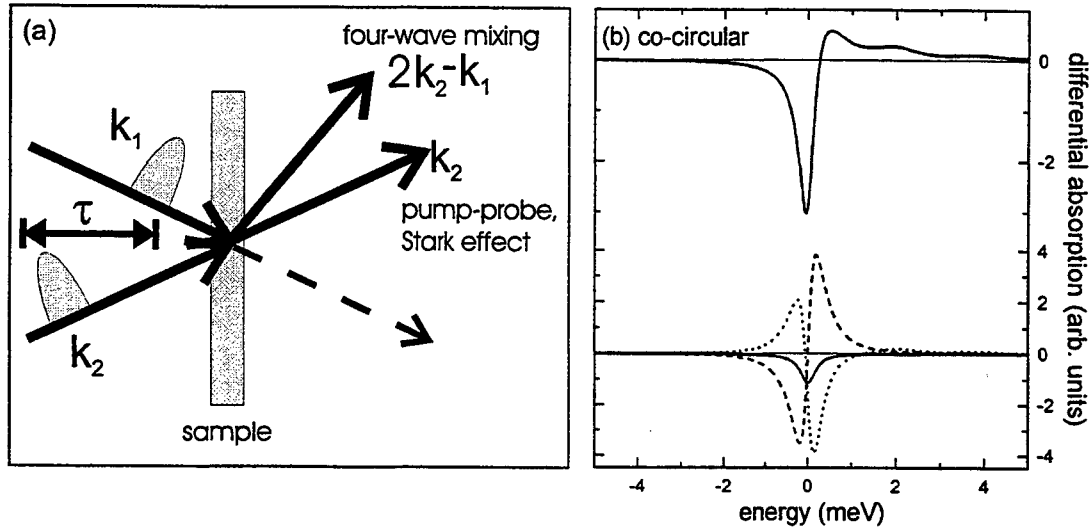 (a)
four-wave mixing
2k₂-k₁
k₁
k₂
pump-probe,
Stark effect
τ
k₂
sample
(b) co-circular
0
-2
4
2
0
-2
-4
differential absorption (arb. units)
-4 -2 0 2 4
energy (meV)